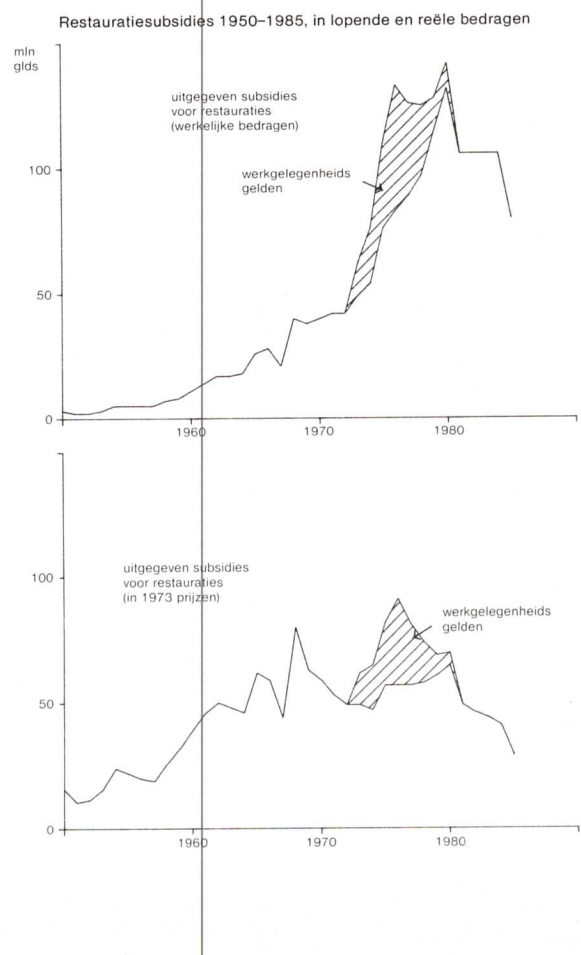 Restauratiesubsidies 1950–1985, in lopende en reële bedragen
mln
glds
uitgegeven subsidies
voor restauraties
(werkelijke bedragen)
werkgelegenheids
gelden
100
50
0
1960
1970
1980
uitgegeven subsidies
voor restauraties
(in 1973 prijzen)
werkgelegenheids
gelden
100
50
0
1960
1970
1980